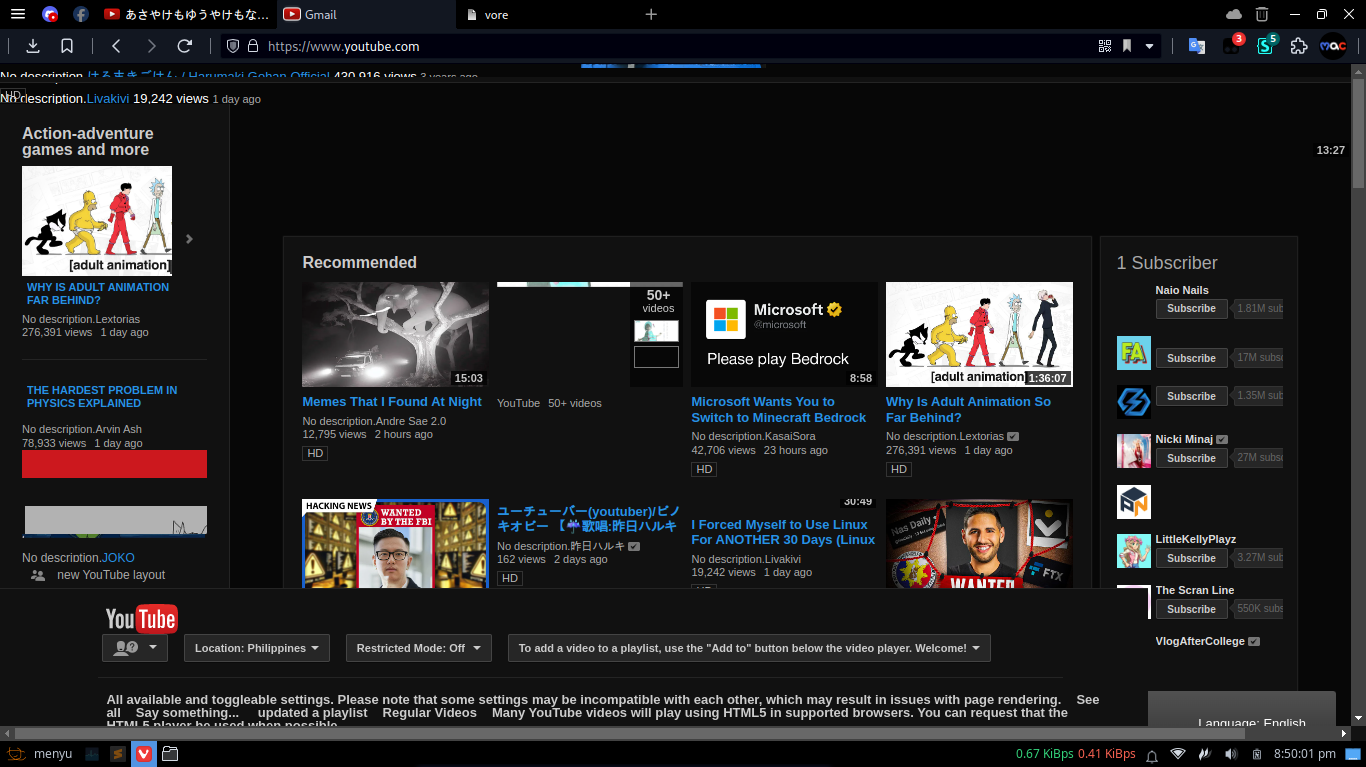 あさやけもゆうやけもな...
Gmail
vore
https://www.youtube.com
3
5
mac
No description.はるまきごはん / Harumaki Gohan Official 430,916 views 3 years ago
HD
No description.Livakivi 19,242 views 1 day ago
13:27
Action-adventure
games and more
[adult animation]
WHY IS ADULT ANIMATION
FAR BEHIND?
No description.Lextorias
276,391 views 1 day ago
THE HARDEST PROBLEM IN
PHYSICS EXPLAINED
No description.Arvin Ash
78,933 views 1 day ago
No description.JOKO
new YouTube layout
Recommended
15:03
Memes That I Found At Night
No description.Andre Sae 2.0
12,795 views 2 hours ago
HD
50+
videos
YouTube 50+ videos
Microsoft
@microsoft
Please play Bedrock
8:58
Microsoft Wants You to
Switch to Minecraft Bedrock
No description.KasaiSora
42,706 views 23 hours ago
HD
[adult animation]
1:36:07
Why Is Adult Animation So
Far Behind?
No description.Lextorias
276,391 views 1 day ago
HD
HACKING NEWS
WANTED
BY THE FBI
ユーチューバー(youtuber)/ピノ
キオピー 【☔歌唱:昨日ハルキ
No description.昨日ハルキ
162 views 2 days ago
HD
30:49
I Forced Myself to Use Linux
For ANOTHER 30 Days (Linux
No description.Livakivi
19,242 views 1 day ago
Nas Daily
FTX
WANTED
1 Subscriber
Naio Nails
Subscribe 1.81M sub
FA
Subscribe 17M subsc
Subscribe 1.35M sub
Nicki Minaj
Subscribe 27M subsc
LittleKellyPlayz
Subscribe 3.27M sub
The Scran Line
Subscribe 550K subs
VlogAfterCollege
YouTube
Location: Philippines
Restricted Mode: Off
To add a video to a playlist, use the "Add to" button below the video player. Welcome!
All available and toggleable settings. Please note that some settings may be incompatible with each other, which may result in issues with page rendering. See
all Say something... updated a playlist Regular Videos Many YouTube videos will play using HTML5 in supported browsers. You can request that the
HTML5 player be used when possible.
Language: English
menyu
0.67 KiBps 0.41 KiBps
8:50:01 pm